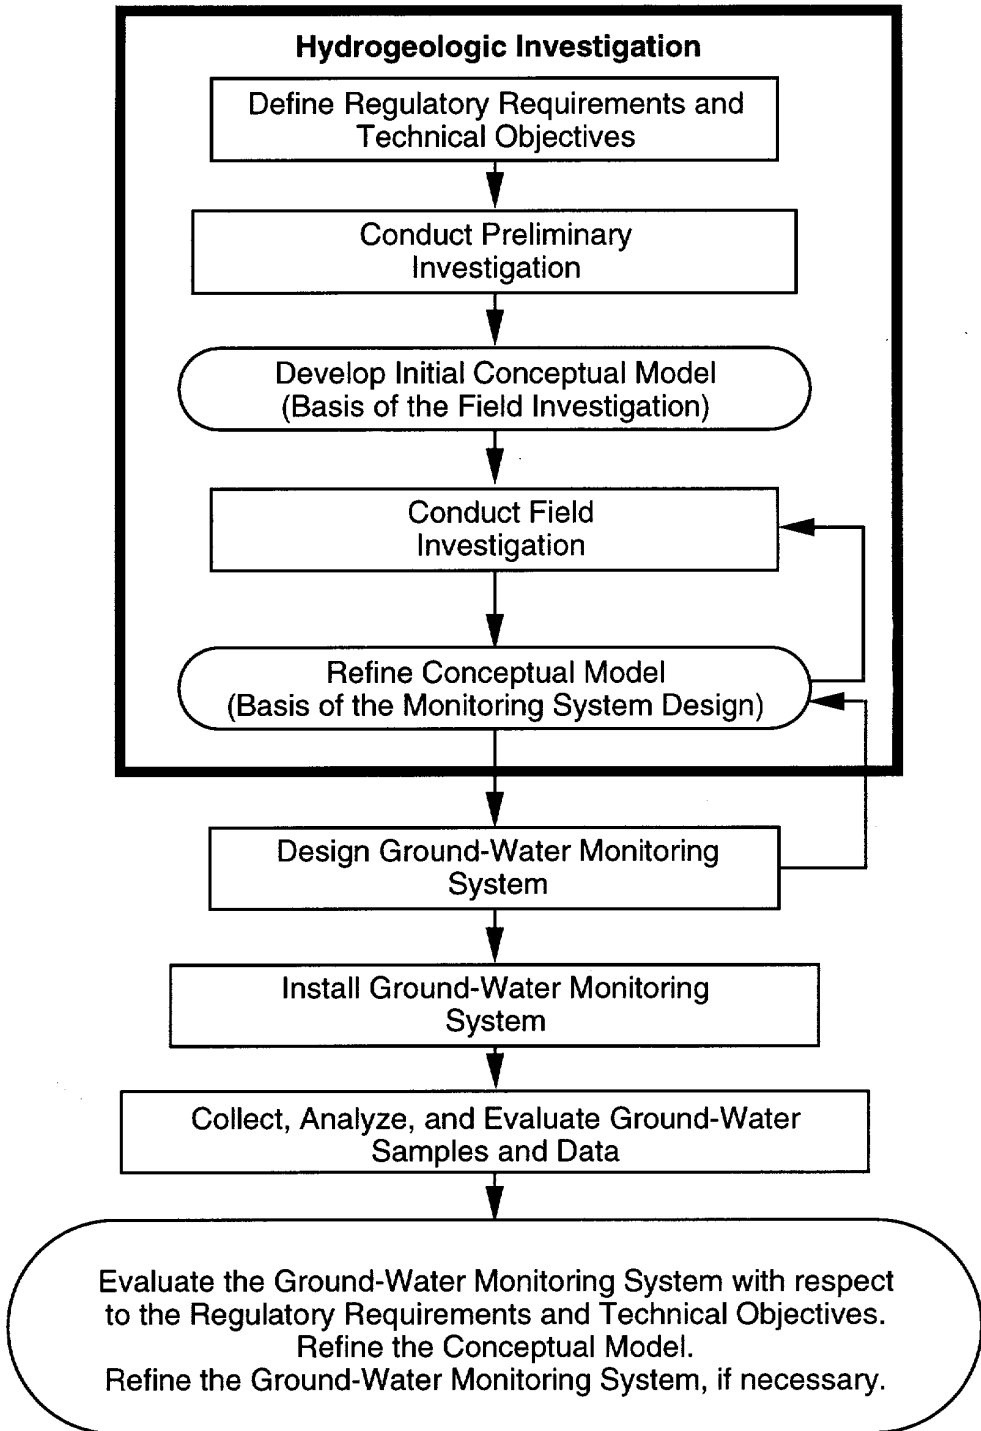 Hydrogeologic Investigation
Define Regulatory Requirements and
Technical Objectives
Conduct Preliminary
Investigation
Develop Initial Conceptual Model
(Basis of the Field Investigation)
Conduct Field
Investigation
Refine Conceptual Model
(Basis of the Monitoring System Design)
Design Ground-Water Monitoring
System
Install Ground-Water Monitoring
System
Collect, Analyze, and Evaluate Ground-Water
Samples and Data
Evaluate the Ground-Water Monitoring System with respect
to the Regulatory Requirements and Technical Objectives.
Refine the Conceptual Model.
Refine the Ground-Water Monitoring System, if necessary.